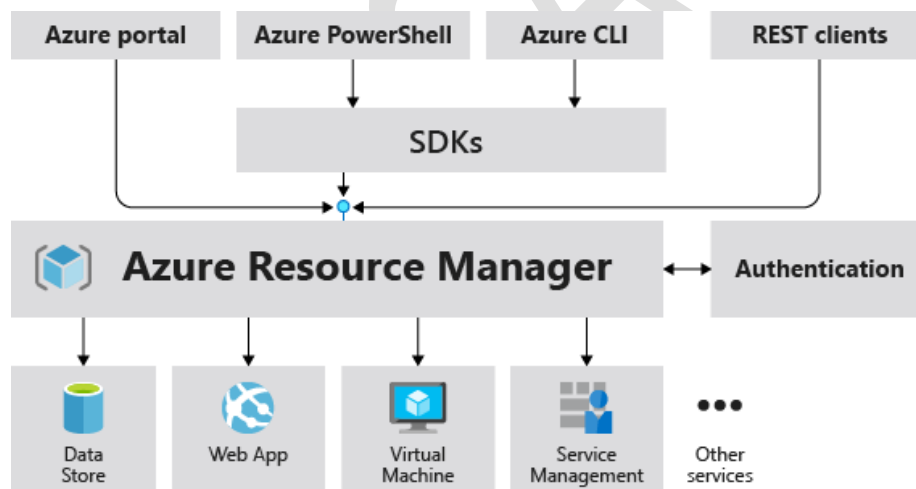 Azure portal
Azure PowerShell
Azure CLI
REST clients
SDKs
Azure Resource Manager
Authentication
Data
Store
Web App
Virtual
Machine
Service
Management
Other
services